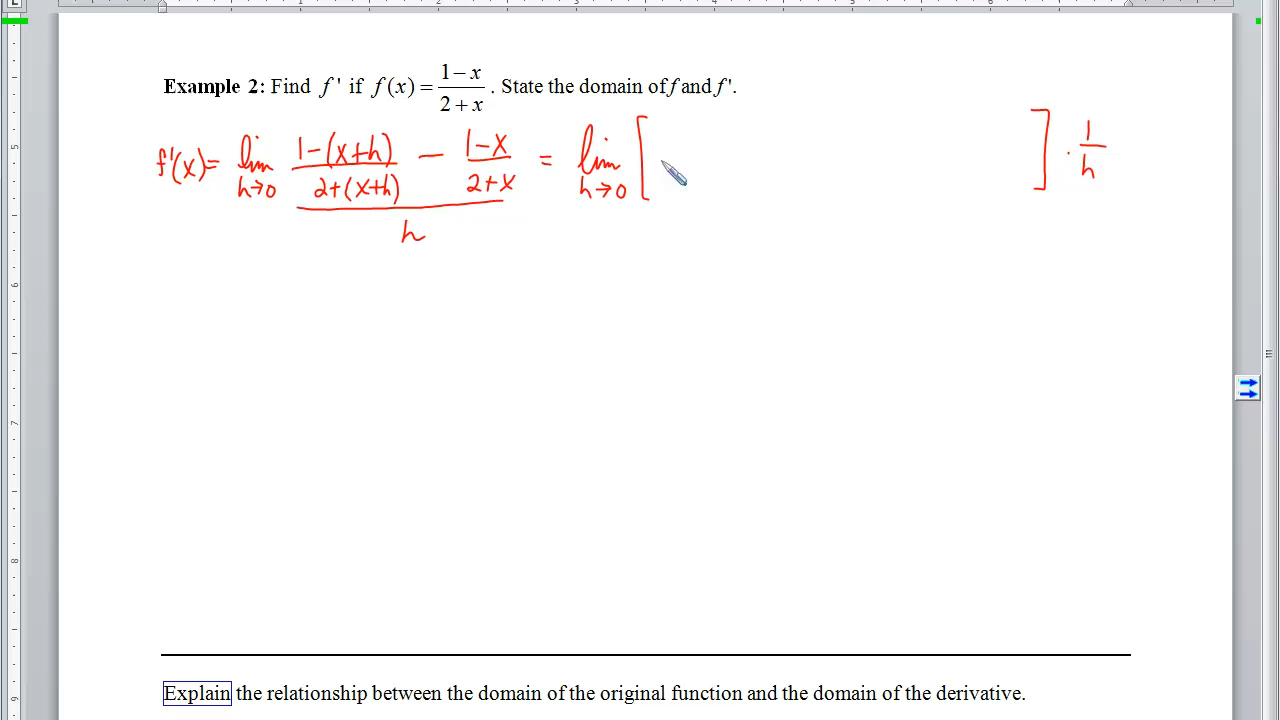 Example 2: Find f' if f(x) = (1 − x)/(2 + x). State the domain of f and f'.
f'(x) = lim h→0 ((1-(x+h))/(2+(x+h)) − (1-x)/(2+x))/h = lim h→0 [ ] · 1/h
Explain the relationship between the domain of the original function and the domain of the derivative.